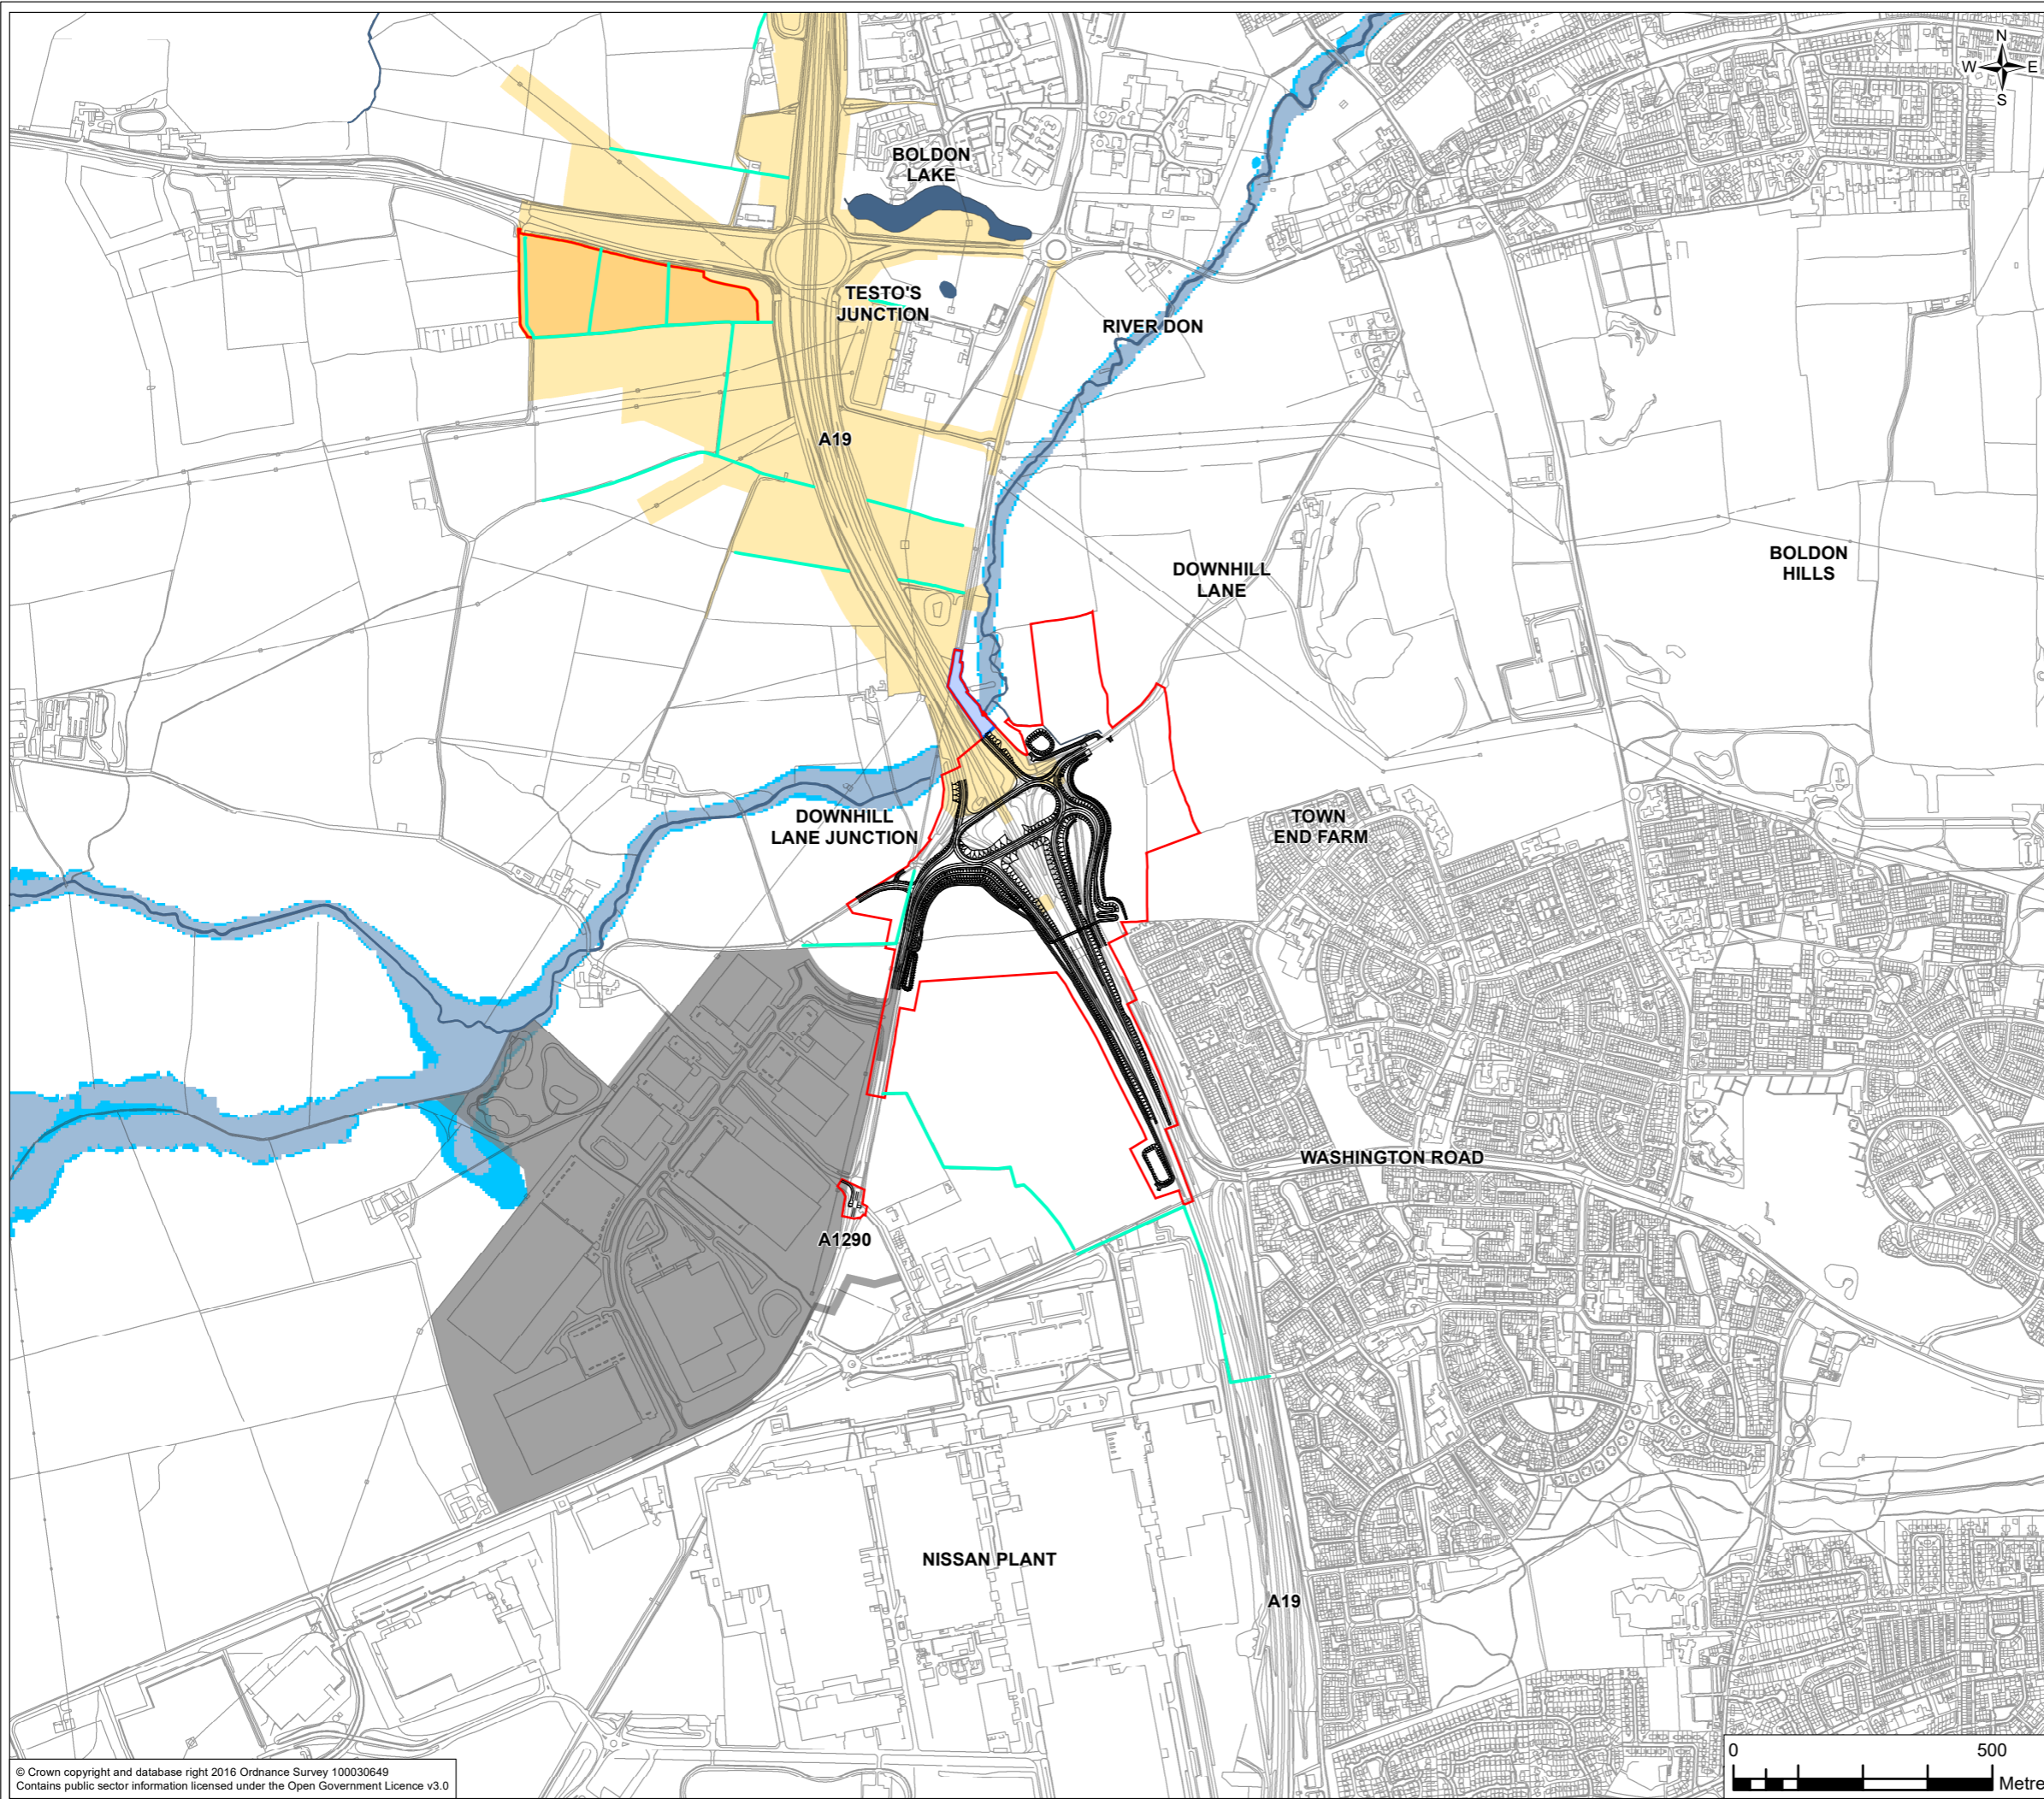 N
W E
S
BOLDON
LAKE
TESTO'S
JUNCTION
RIVER DON
A19
DOWNHILL
LANE
BOLDON
HILLS
DOWNHILL
LANE JUNCTION
TOWN
END FARM
WASHINGTON ROAD
A1290
NISSAN PLANT
A19
0 500
Metre
© Crown copyright and database right 2016 Ordnance Survey 100030649
Contains public sector information licensed under the Open Government Licence v3.0